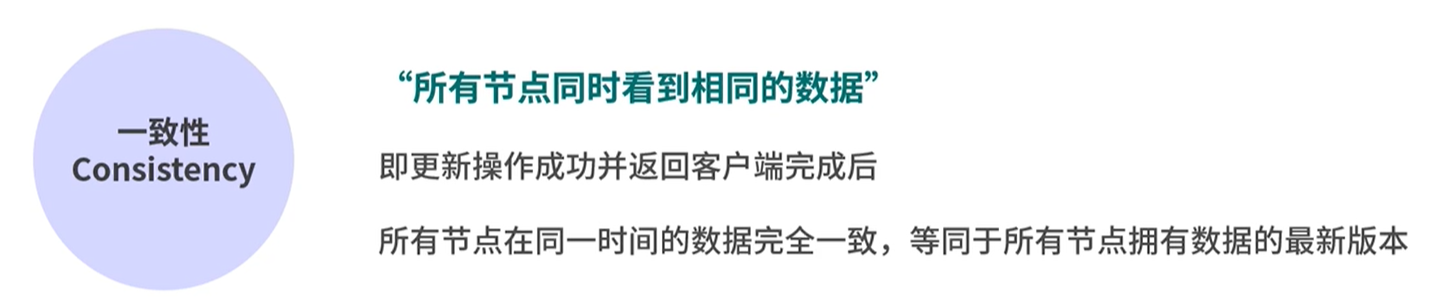 一致性
Consistency
“所有节点同时看到相同的数据”
即更新操作成功并返回客户端完成后
所有节点在同一时间的数据完全一致，等同于所有节点拥有数据的最新版本